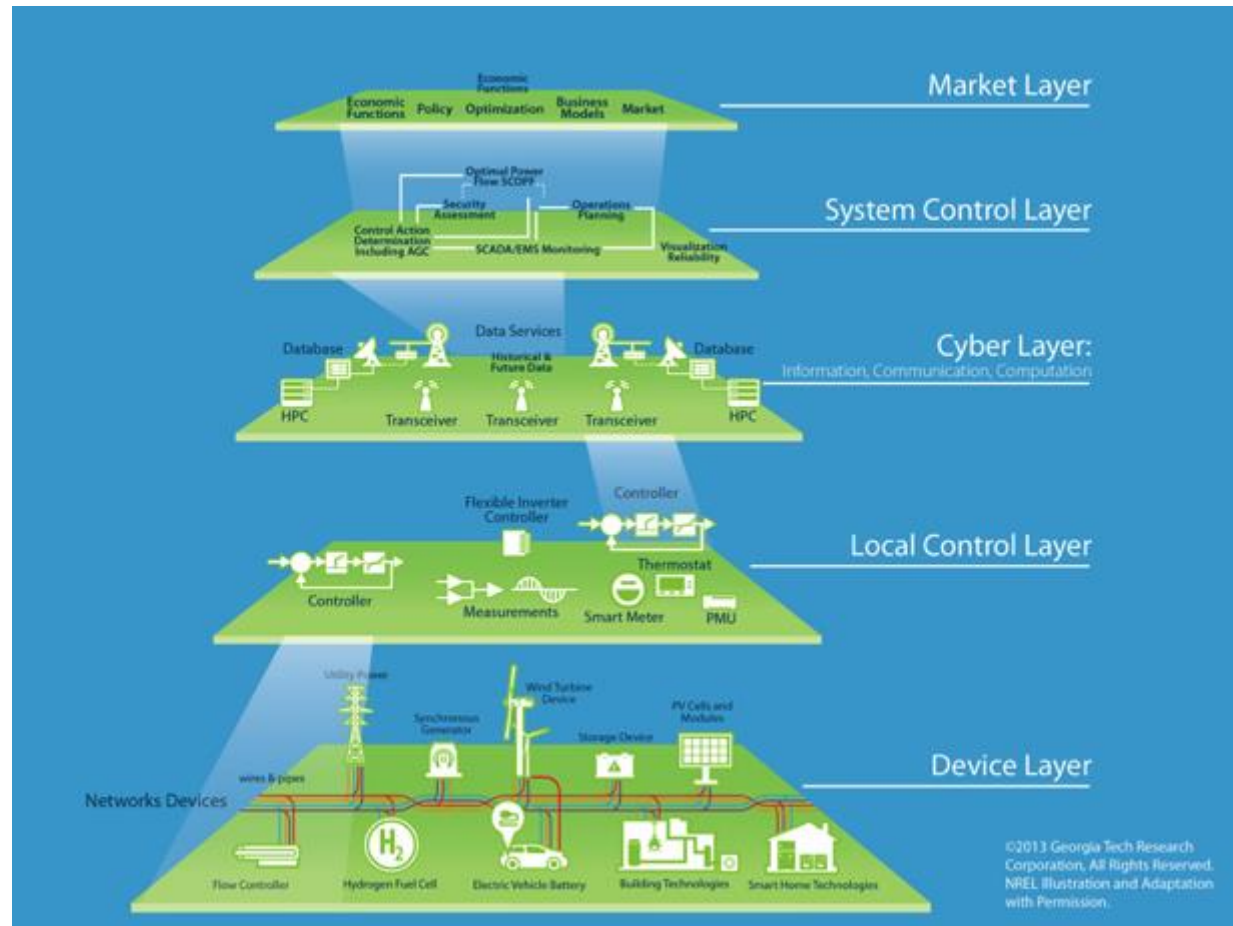 Economic
Functions
Economic
Functions
Policy
Optimization
Business
Models
Market
Market Layer
Optimal Power
Flow SCOPF
Security
Assessment
Operations
Planning
Control Action
Determination
Including AGC
SCADA/EMS Monitoring
Visualization
Reliability
System Control Layer
Data Services
Database
Database
Historical &
Future Data
HPC
Transceiver
Transceiver
Transceiver
HPC
Cyber Layer:
Information, Communication, Computation
Controller
Flexible Inverter
Controller
Thermostat
Controller
Measurements
Smart Meter
PMU
Local Control Layer
Utility Power
Wind Turbine
Device
Synchronous
Generator
Storage Device
PV Cells and
Modules
wires & pipes
Networks Devices
H2
Flow Controller
Hydrogen Fuel Cell
Electric Vehicle Battery
Building Technologies
Smart Home Technologies
Device Layer
©2013 Georgia Tech Research
Corporation, All Rights Reserved.
NREL Illustration and Adaptation
with Permission.